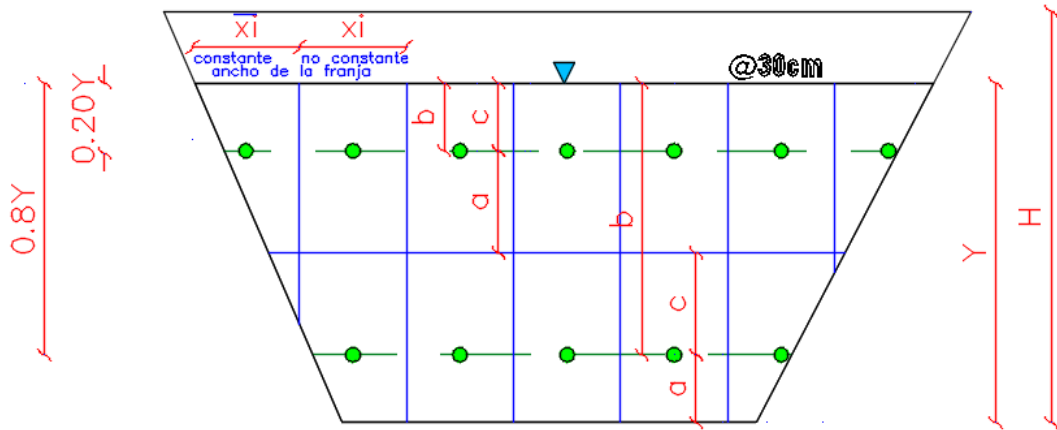 xi xi
constante no constante
ancho de la franja
@30cm
0.20Y
b c
0.8Y
a
b
Y
H
c
a